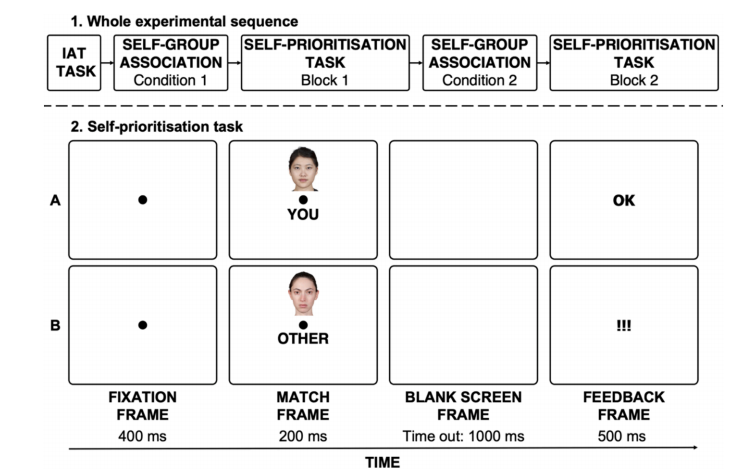 1. Whole experimental sequence
IAT
TASK
SELF-GROUP
ASSOCIATION
Condition 1
SELF-PRIORITISATION
TASK
Block 1
SELF-GROUP
ASSOCIATION
Condition 2
SELF-PRIORITISATION
TASK
Block 2
2. Self-prioritisation task
A
YOU
OK
B
OTHER
!!!
FIXATION
FRAME
400 ms
MATCH
FRAME
200 ms
BLANK SCREEN
FRAME
Time out: 1000 ms
FEEDBACK
FRAME
500 ms
TIME